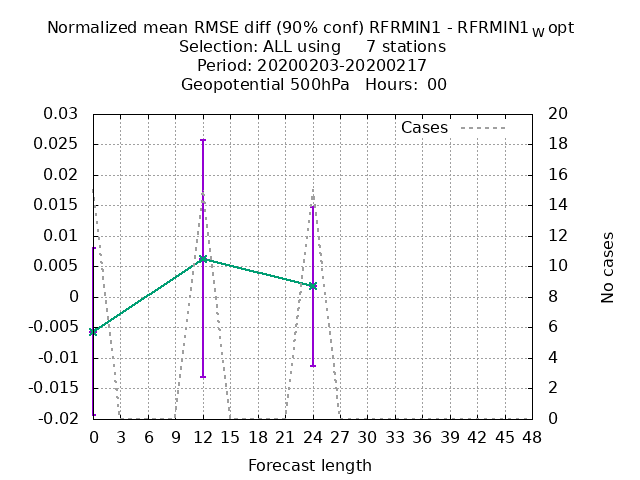 Normalized mean RMSE diff (90% conf) RFRMIN1 - RFRMIN1W opt
Selection: ALL using     7 stations
Period: 20200203-20200217
Geopotential 500hPa   Hours:  00
0.03
0.025
0.02
0.015
0.01
0.005
0
-0.005
-0.01
-0.015
-0.02
Cases
20
18
16
14
12
10
8
6
4
2
0
No cases
0 3 6 9 12 15 18 21 24 27 30 33 36 39 42 45 48
Forecast length